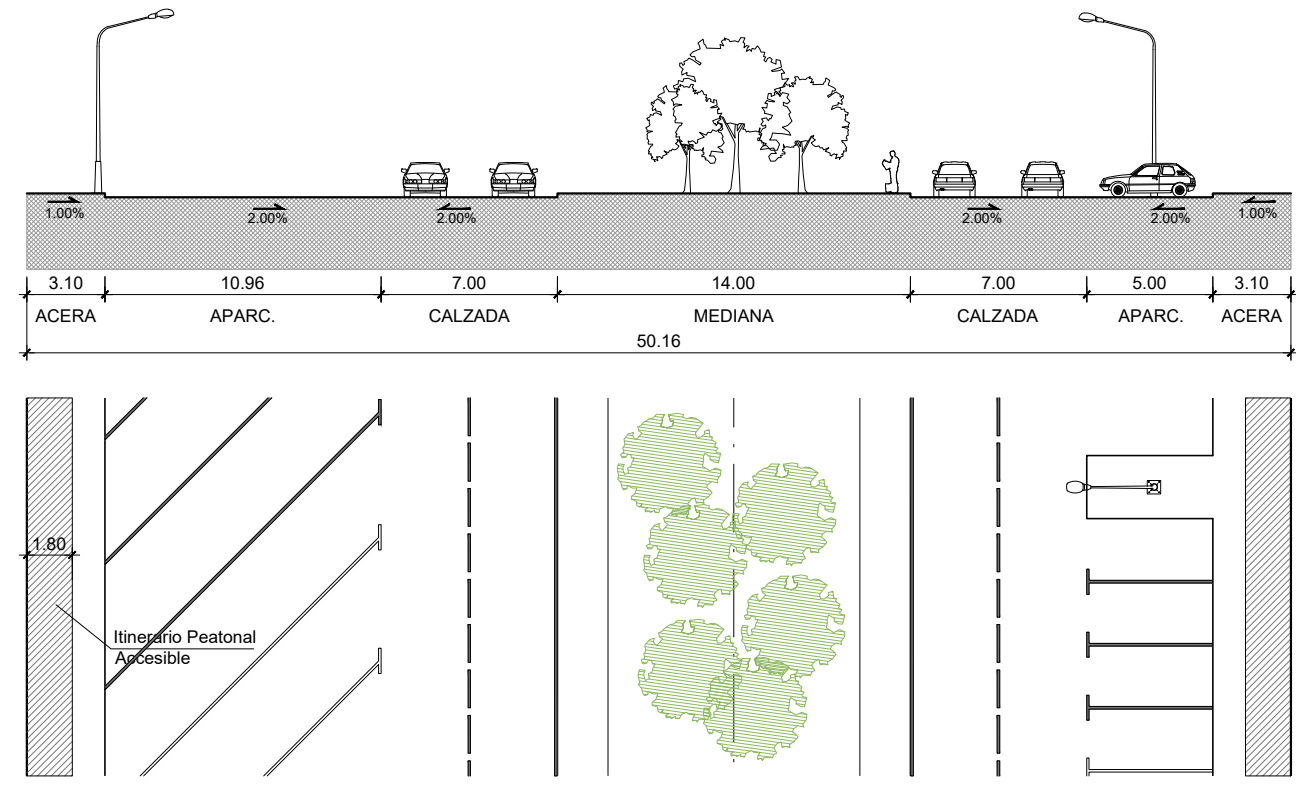 1.00% 2.00% 2.00% 2.00% 2.00% 1.00%
3.10 10.96 7.00 14.00 7.00 5.00 3.10
ACERA APARC. CALZADA MEDIANA CALZADA APARC. ACERA
50.16
1.80
Itinerario Peatonal
Accesible